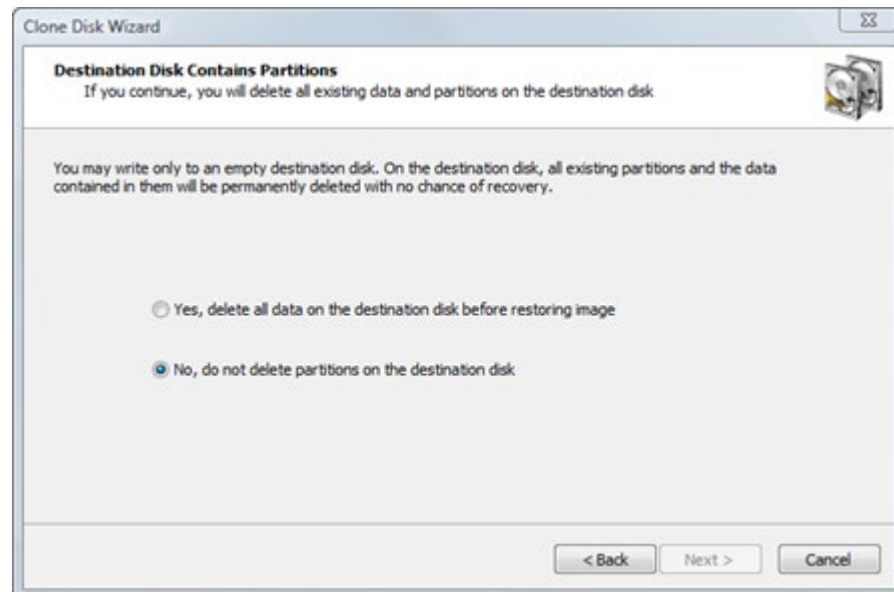 Clone Disk Wizard
Destination Disk Contains Partitions
If you continue, you will delete all existing data and partitions on the destination disk
You may write only to an empty destination disk. On the destination disk, all existing partitions and the data
contained in them will be permanently deleted with no chance of recovery.
Yes, delete all data on the destination disk before restoring image
No, do not delete partitions on the destination disk
< Back Next > Cancel